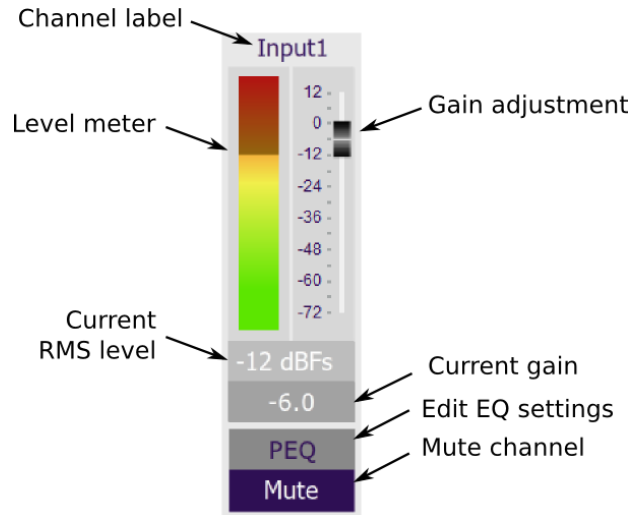 Channel label
Input1
Level meter
12
0
-12
-24
-36
-48
-60
-72
Gain adjustment
Current
RMS level
-12 dBFs
-6.0
Current gain
PEQ
Edit EQ settings
Mute
Mute channel